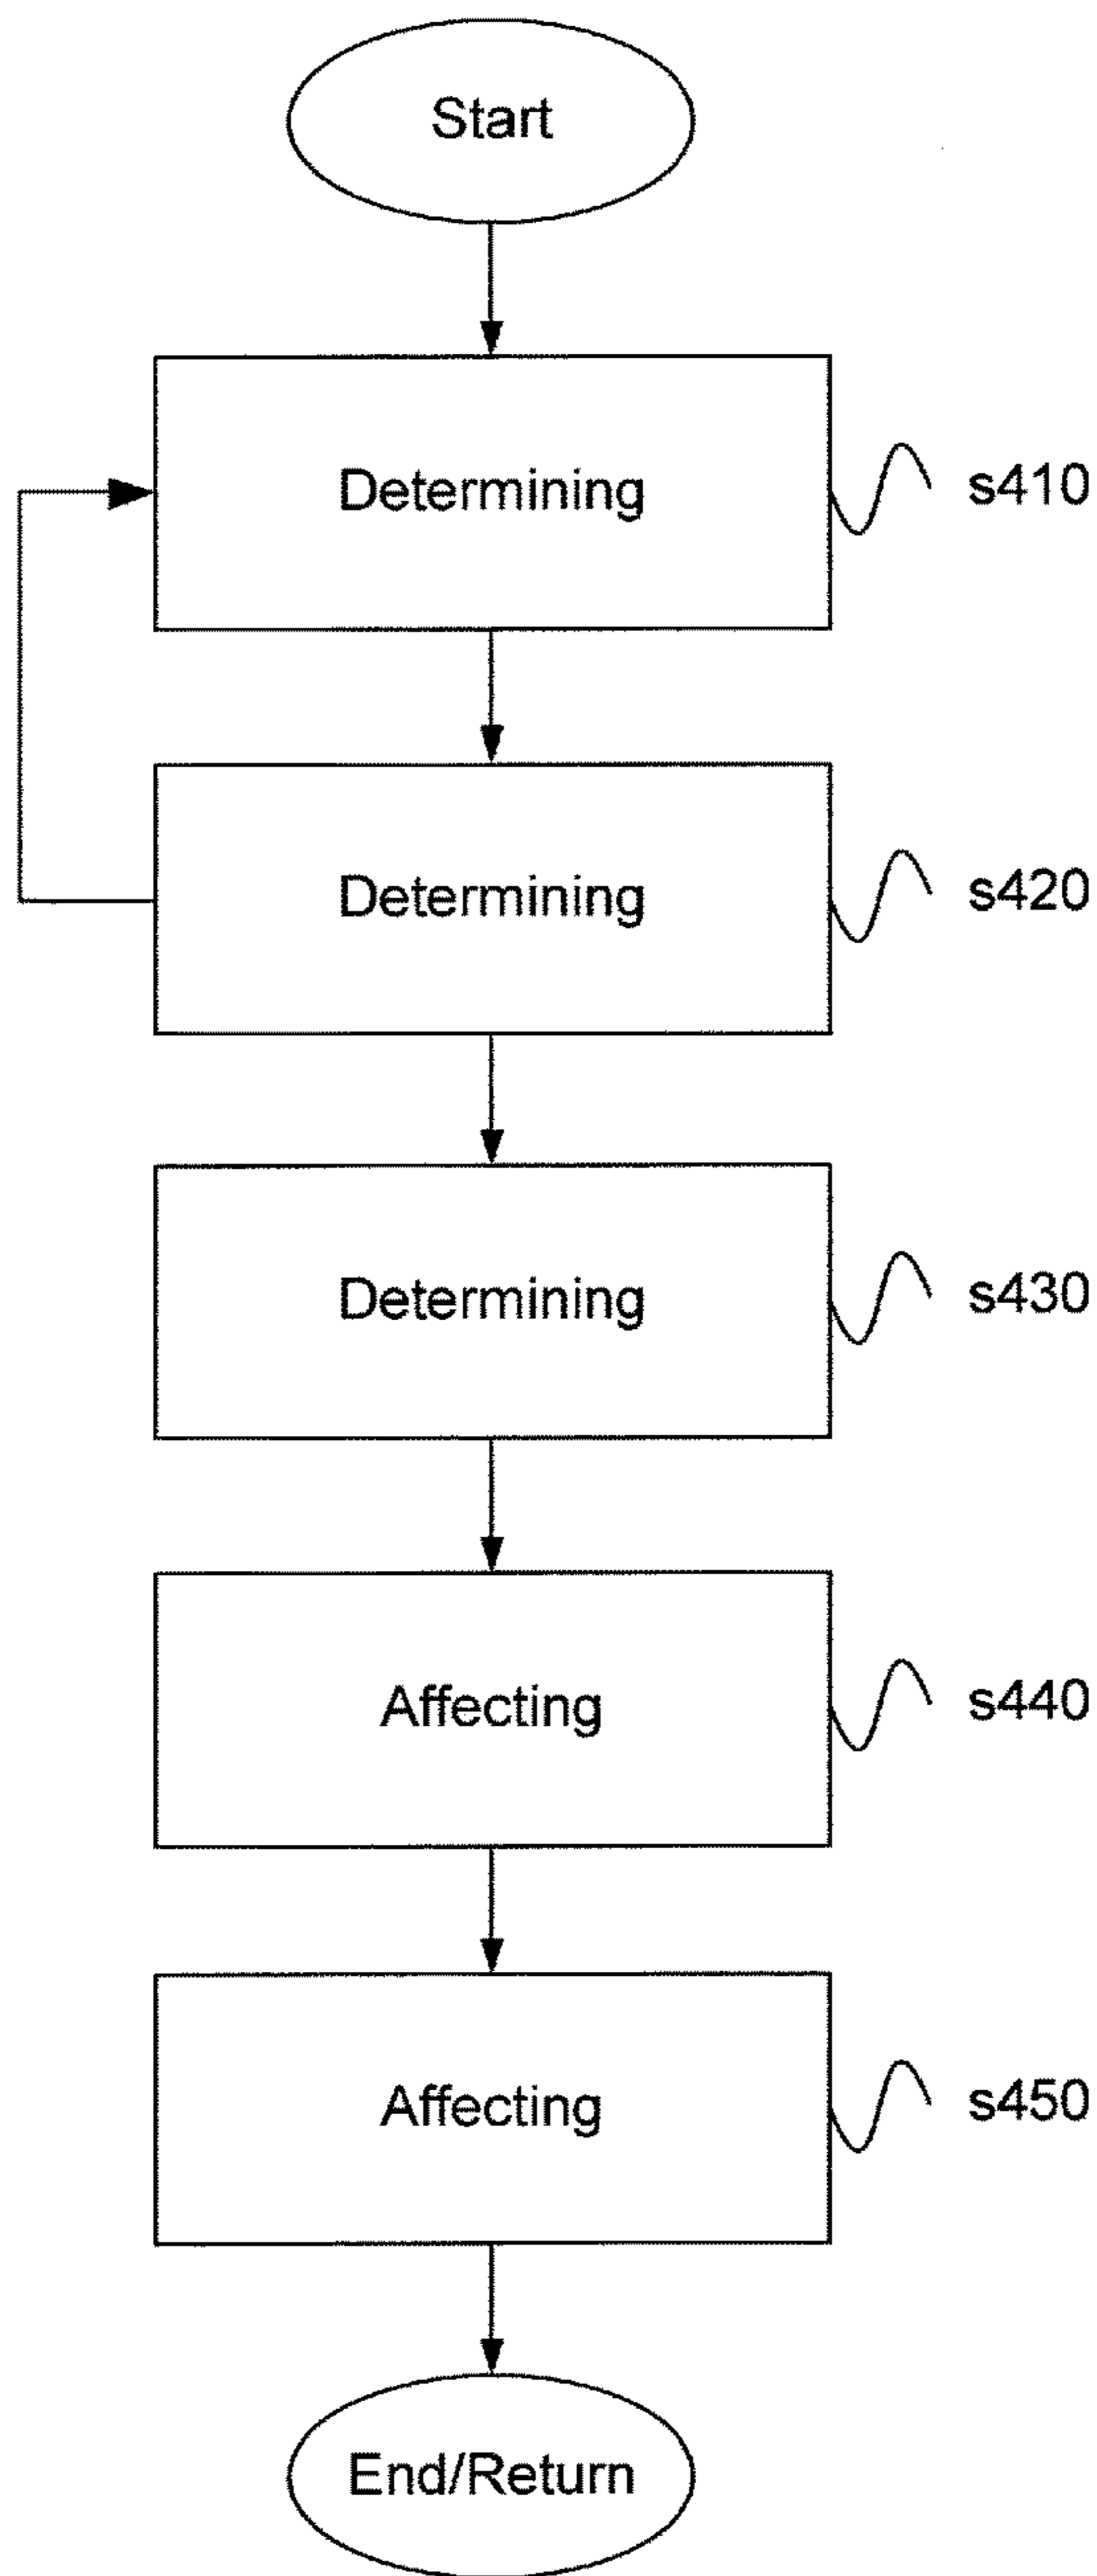 Start
Determining
s410
Determining
s420
Determining
s430
Affecting
s440
Affecting
s450
End/Return